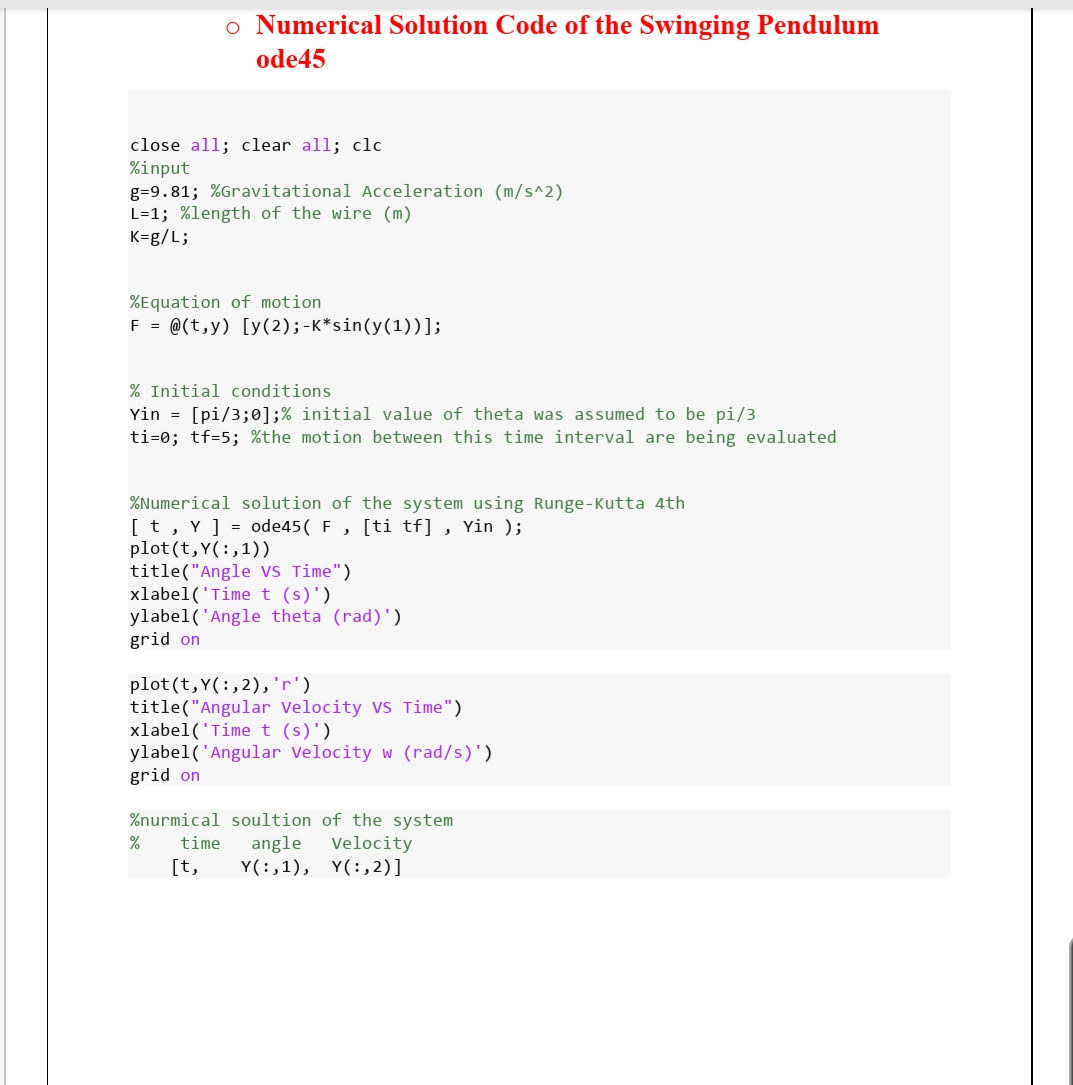 o Numerical Solution Code of the Swinging Pendulum
ode45
close all; clear all; clc
%input
g=9.81; %Gravitational Acceleration (m/s^2)
L=1; %length of the wire (m)
K=g/L;
%Equation of motion
F = @(t,y) [y(2);-K*sin(y(1))];
% Initial conditions
Yin = [pi/3;0];% initial value of theta was assumed to be pi/3
ti=0; tf=5; %the motion between this time interval are being evaluated
%Numerical solution of the system using Runge-Kutta 4th
[ t , Y ] = ode45( F , [ti tf] , Yin );
plot(t,Y(:,1))
title("Angle VS Time")
xlabel('Time t (s)')
ylabel('Angle theta (rad)')
grid on
plot(t,Y(:,2),'r')
title("Angular Velocity VS Time")
xlabel('Time t (s)')
ylabel('Angular Velocity w (rad/s)')
grid on
%nurmical soultion of the system
%    time   angle   Velocity
[t,    Y(:,1),  Y(:,2)]